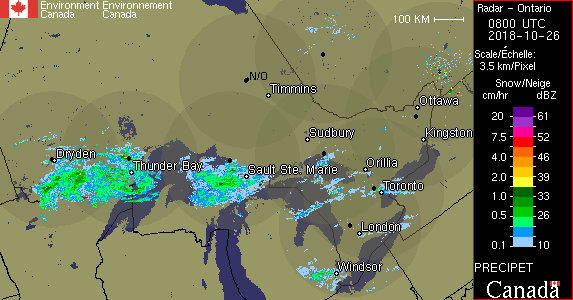 Environment Environnement
Canada Canada
100 KM
N/O
Timmins
Ottawa
Sudbury
Kingston
Dryden
Thunder Bay
Sault Ste. Marie
Orillia
Toronto
London
Windsor
Radar - Ontario
0800 UTC
2018-10-26
Scale/Échelle:
3.5 km/Pixel
Snow/Neige
cm/hr dBZ
20 61
7.5 52
4.0 46
2.0 39
1.0 33
0.5 26
0.1 10
PRECIPET
Canada